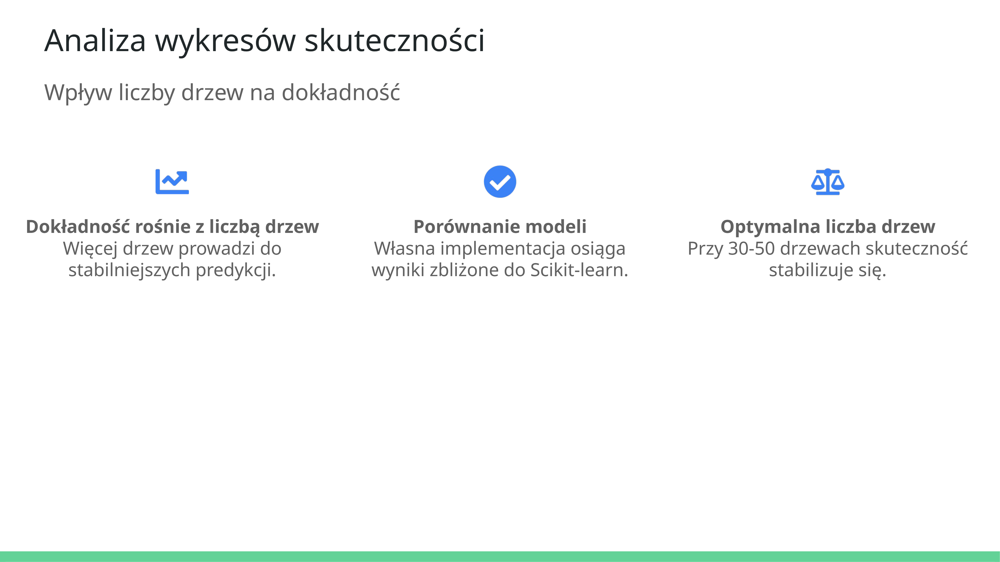 Analiza wykresów skuteczności
Wpływ liczby drzew na dokładność
Dokładność rośnie z liczbą drzew
Więcej drzew prowadzi do
stabilniejszych predykcji.
Porównanie modeli
Własna implementacja osiąga
wyniki zbliżone do Scikit-learn.
Optymalna liczba drzew
Przy 30-50 drzewach skuteczność
stabilizuje się.